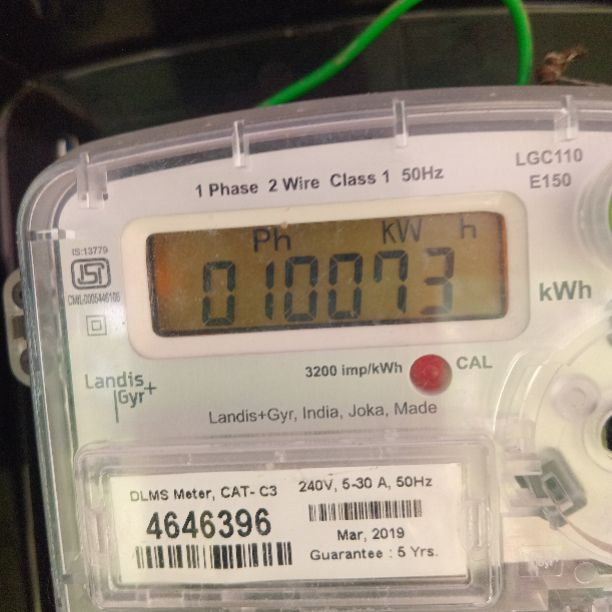 LGC110
E150
1 Phase 2 Wire Class 1 50Hz
IS:13779
ISI
Ph kW h
010073
kWh
3200 imp/kWh
CAL
Landis
Gyr+
Landis+Gyr, India, Joka, Made
DLMS Meter, CAT- C3
240V, 5-30 A, 50Hz
4646396
Mar, 2019
Guarantee : 5 Yrs.